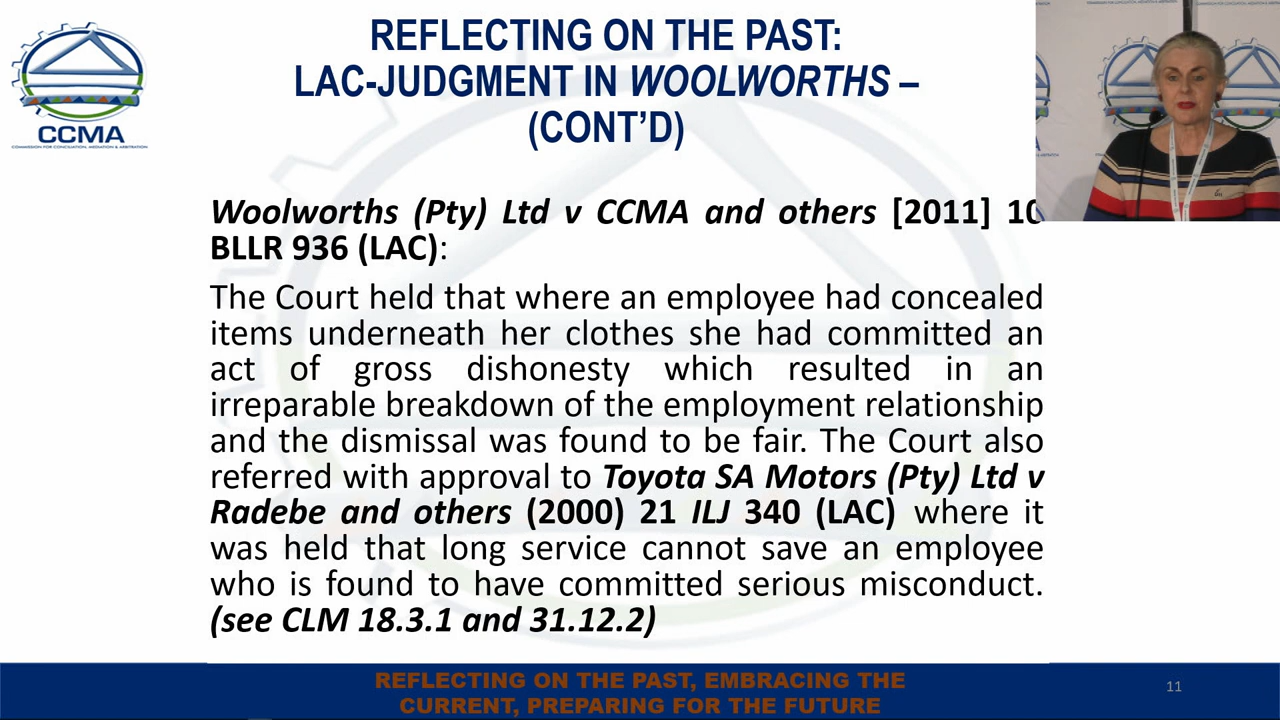 REFLECTING ON THE PAST:
LAC-JUDGMENT IN WOOLWORTHS –
(CONT'D)
CCMA
COMMISSION FOR CONCILIATION, MEDIATION & ARBITRATION
Woolworths (Pty) Ltd v CCMA and others [2011] 10
BLLR 936 (LAC):
The Court held that where an employee had concealed
items underneath her clothes she had committed an
act of gross dishonesty which resulted in an
irreparable breakdown of the employment relationship
and the dismissal was found to be fair. The Court also
referred with approval to Toyota SA Motors (Pty) Ltd v
Radebe and others (2000) 21 ILJ 340 (LAC) where it
was held that long service cannot save an employee
who is found to have committed serious misconduct.
(see CLM 18.3.1 and 31.12.2)
REFLECTING ON THE PAST, EMBRACING THE
CURRENT, PREPARING FOR THE FUTURE
11